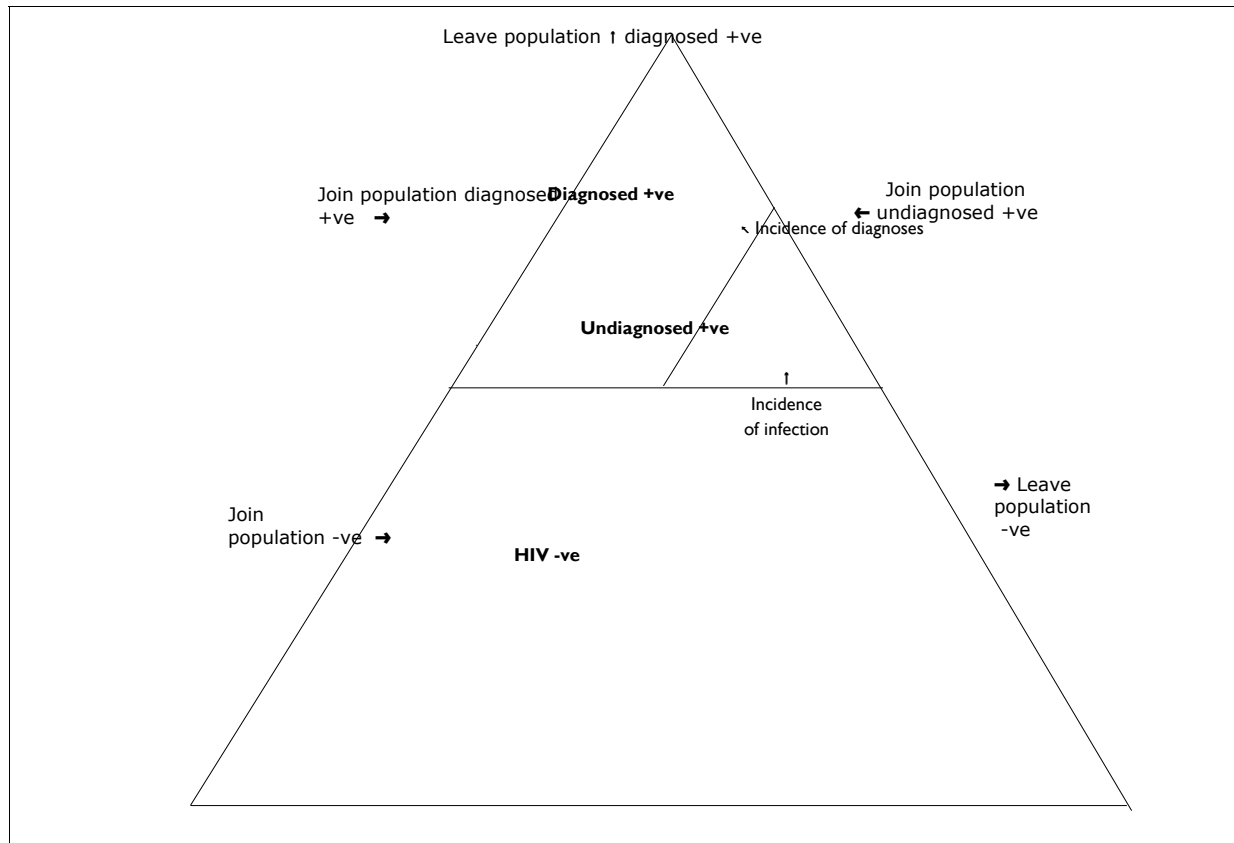 Leave population ↑ diagnosed +ve
Join population diagnosed
+ve →
Diagnosed +ve
Join population
← undiagnosed +ve
↖ Incidence of diagnoses
Undiagnosed +ve
↑
Incidence
of infection
→ Leave
population
-ve
Join
population -ve →
HIV -ve